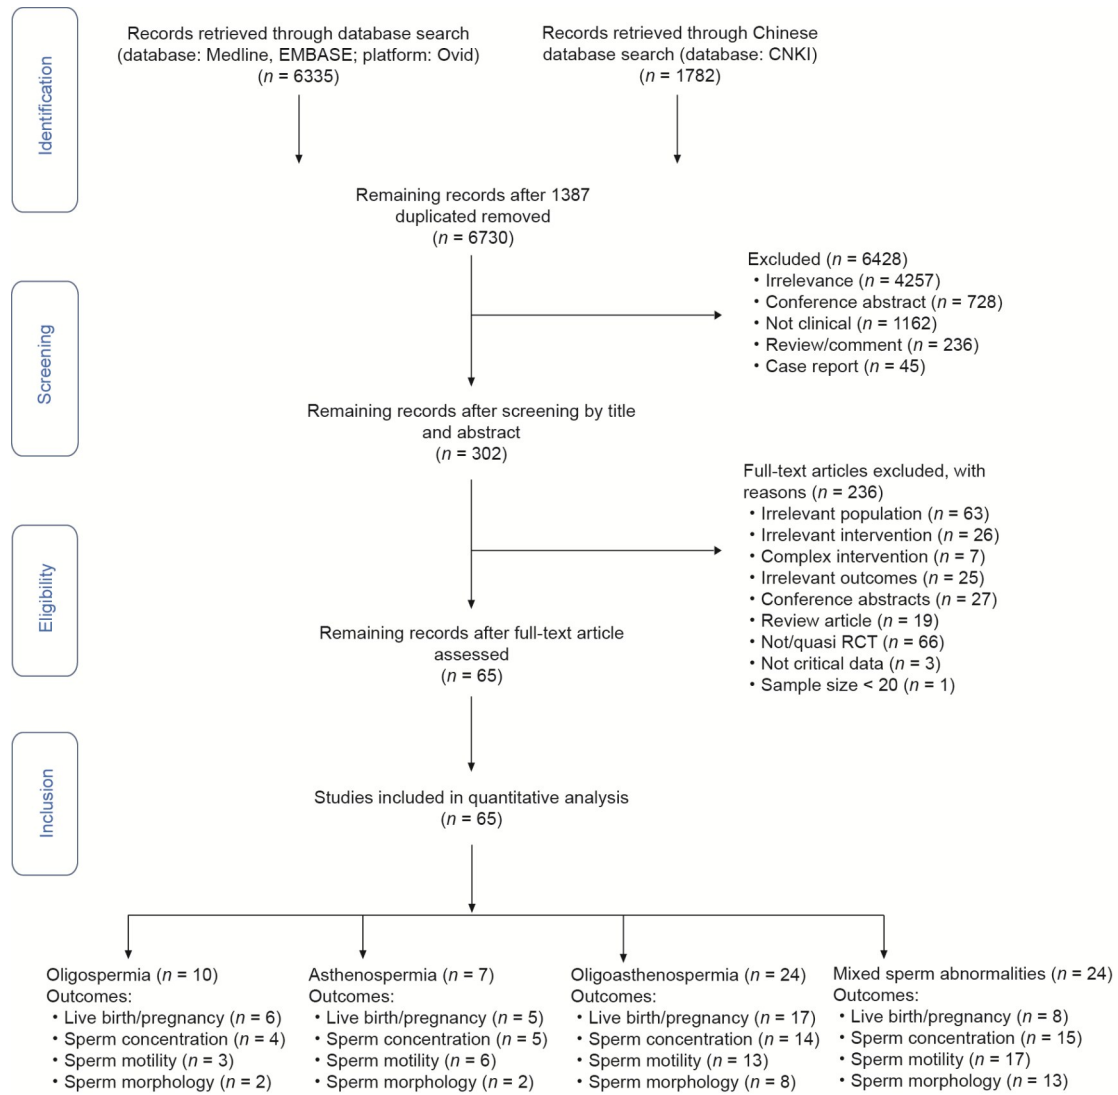 Identification
Records retrieved through database search
(database: Medline, EMBASE; platform: Ovid)
(n = 6335)
Records retrieved through Chinese
database search (database: CNKI)
(n = 1782)
Remaining records after 1387
duplicated removed
(n = 6730)
Screening
Excluded (n = 6428)
• Irrelevance (n = 4257)
• Conference abstract (n = 728)
• Not clinical (n = 1162)
• Review/comment (n = 236)
• Case report (n = 45)
Remaining records after screening by title
and abstract
(n = 302)
Eligibility
Full-text articles excluded, with
reasons (n = 236)
• Irrelevant population (n = 63)
• Irrelevant intervention (n = 26)
• Complex intervention (n = 7)
• Irrelevant outcomes (n = 25)
• Conference abstracts (n = 27)
• Review article (n = 19)
• Not/quasi RCT (n = 66)
• Not critical data (n = 3)
• Sample size < 20 (n = 1)
Remaining records after full-text article
assessed
(n = 65)
Inclusion
Studies included in quantitative analysis
(n = 65)
Oligospermia (n = 10)
Outcomes:
• Live birth/pregnancy (n = 6)
• Sperm concentration (n = 4)
• Sperm motility (n = 3)
• Sperm morphology (n = 2)
Asthenospermia (n = 7)
Outcomes:
• Live birth/pregnancy (n = 5)
• Sperm concentration (n = 5)
• Sperm motility (n = 6)
• Sperm morphology (n = 2)
Oligoasthenospermia (n = 24)
Outcomes:
• Live birth/pregnancy (n = 17)
• Sperm concentration (n = 14)
• Sperm motility (n = 13)
• Sperm morphology (n = 8)
Mixed sperm abnormalities (n = 24)
Outcomes:
• Live birth/pregnancy (n = 8)
• Sperm concentration (n = 15)
• Sperm motility (n = 17)
• Sperm morphology (n = 13)